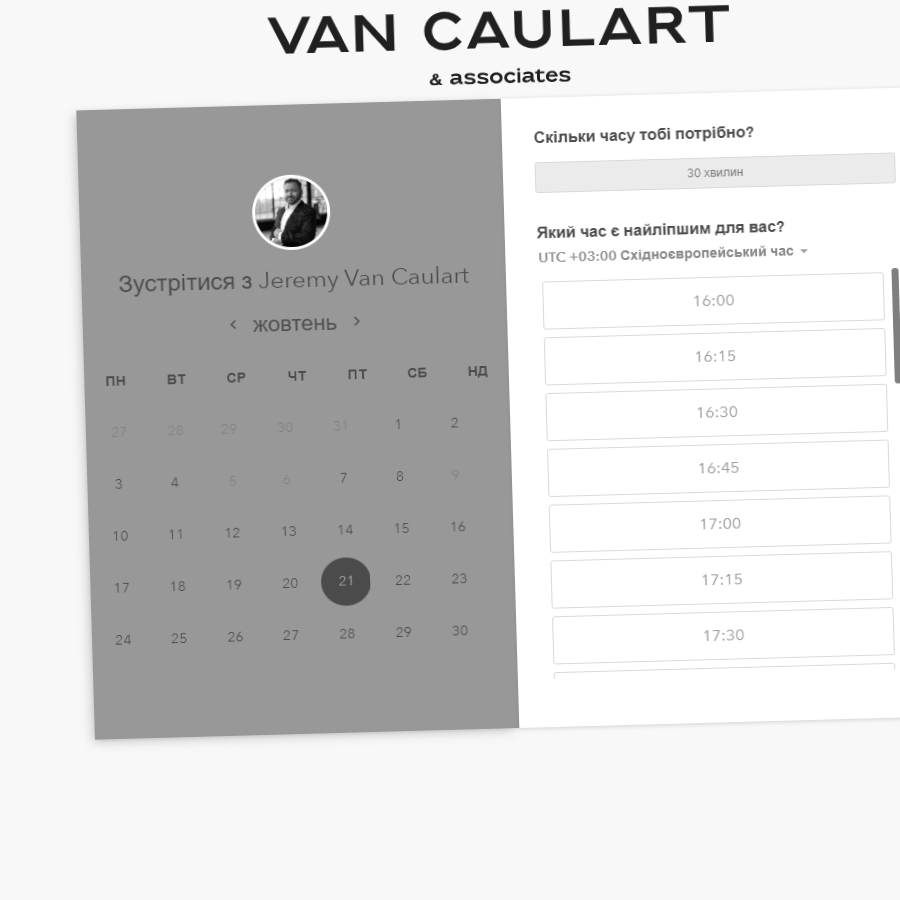 VAN CAULART
& associates
Зустрітися з Jeremy Van Caulart
жовтень
ПН ВТ СР ЧТ ПТ СБ НД
27 28 29 30 31 1 2
3 4 5 6 7 8 9
10 11 12 13 14 15 16
17 18 19 20 21 22 23
24 25 26 27 28 29 30
Скільки часу тобі потрібно?
30 хвилин
Який час є найліпшим для вас?
UTC +03:00 Східноєвропейський час
16:00
16:15
16:30
16:45
17:00
17:15
17:30